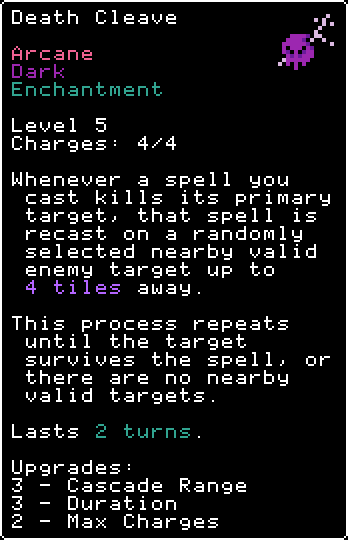 Death Cleave
Arcane
Dark
Enchantment
Level 5
Charges: 4/4
Whenever a spell you
cast kills its primary
target, that spell is
recast on a randomly
selected nearby valid
enemy target up to
4 tiles away.
This process repeats
until the target
survives the spell, or
there are no nearby
valid targets.
Lasts 2 turns.
Upgrades:
3 - Cascade Range
3 - Duration
2 - Max Charges